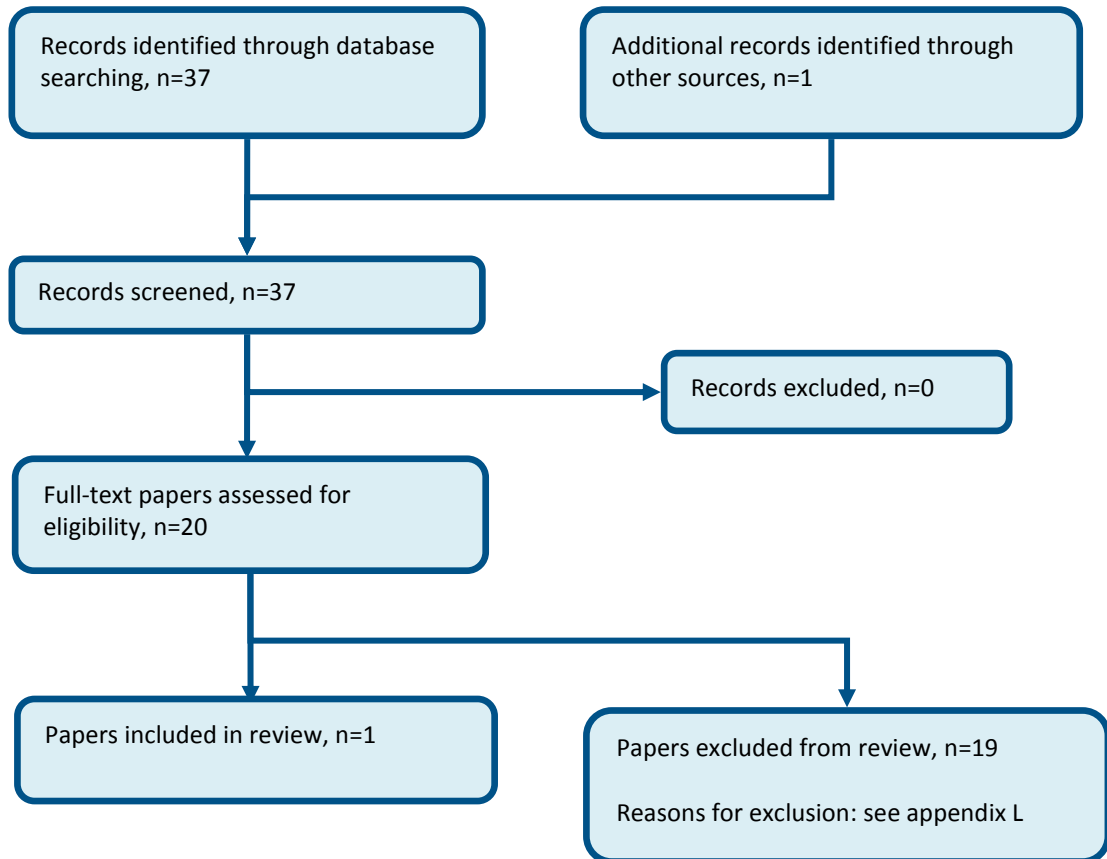 Records identified through database
searching, n=37
Additional records identified through
other sources, n=1
Records screened, n=37
Records excluded, n=0
Full-text papers assessed for
eligibility, n=20
Papers included in review, n=1
Papers excluded from review, n=19
Reasons for exclusion: see appendix L